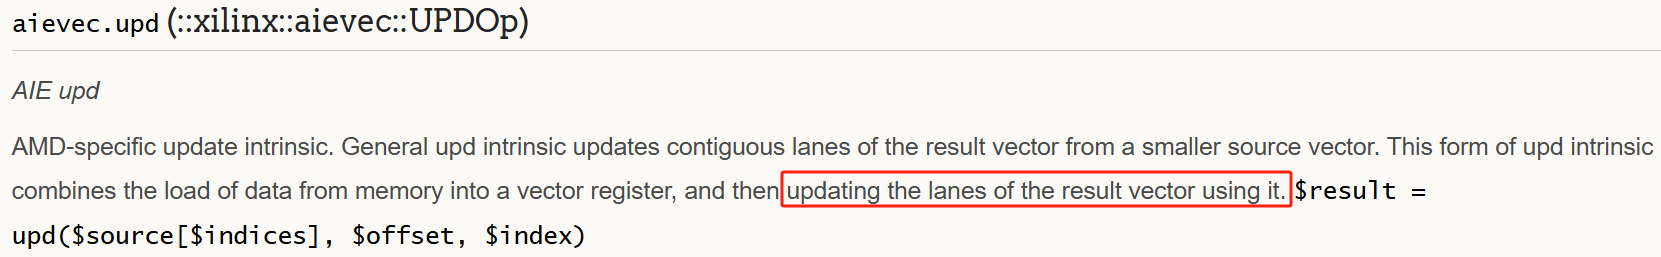 aievec.upd (::xilinx::aievec::UPDOp)
AIE upd
AMD-specific update intrinsic. General upd intrinsic updates contiguous lanes of the result vector from a smaller source vector. This form of upd intrinsic
combines the load of data from memory into a vector register, and then updating the lanes of the result vector using it. $result =
upd($source[$indices], $offset, $index)